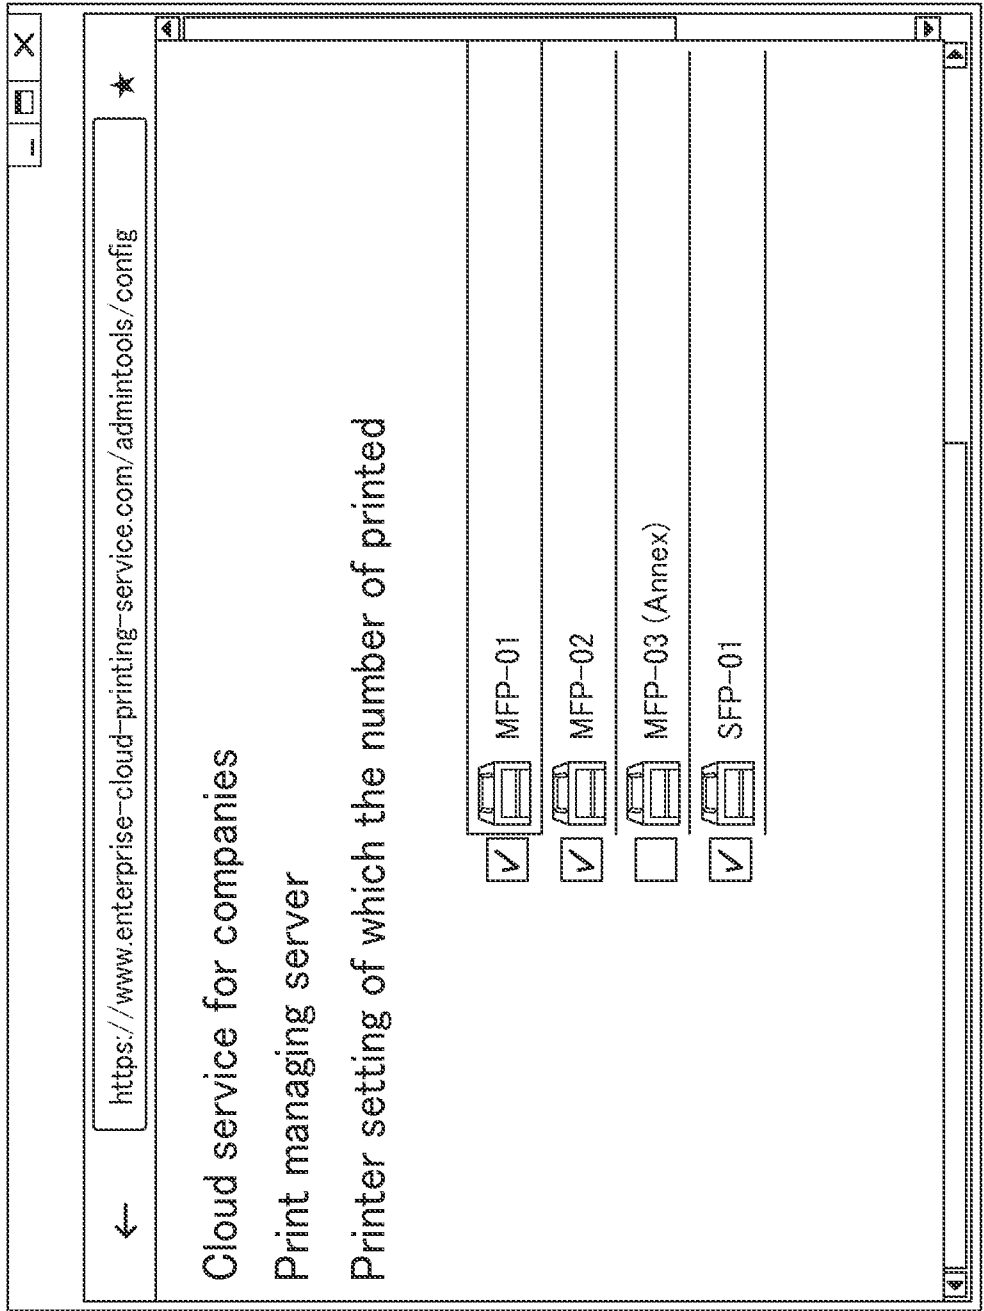 https://www.enterprise-cloud-printing-service.com/admintools/config
Cloud service for companies
Print managing server
Printer setting of which the number of printed
MFP-01
MFP-02
MFP-03 (Annex)
SFP-01